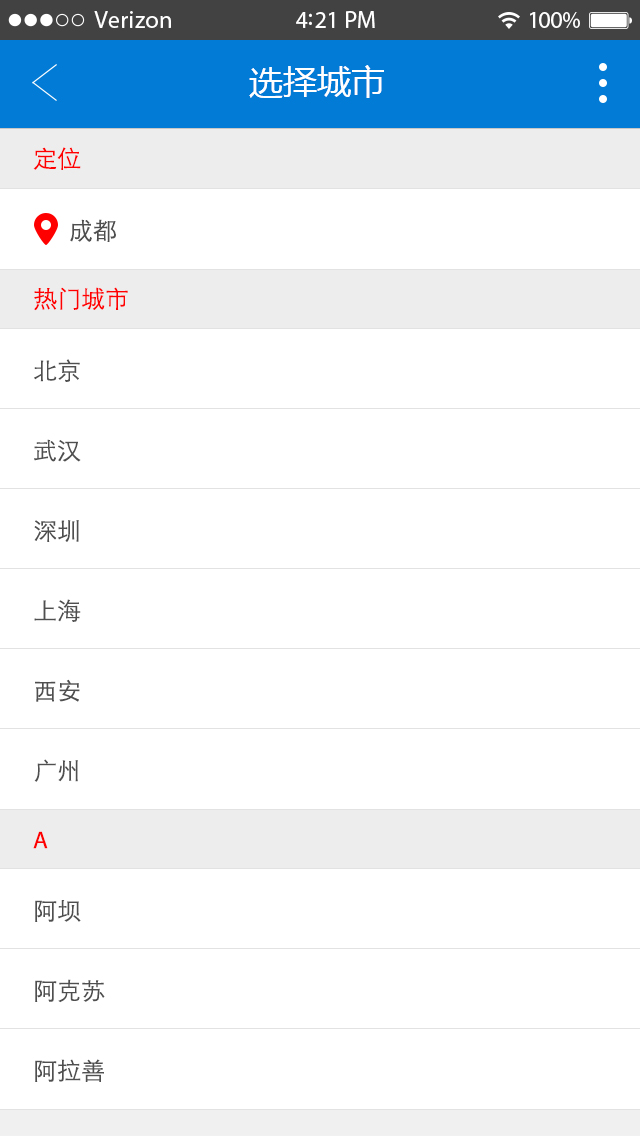 Verizon 4:21 PM 100%
选择城市
定位
成都
热门城市
北京
武汉
深圳
上海
西安
广州
A
阿坝
阿克苏
阿拉善